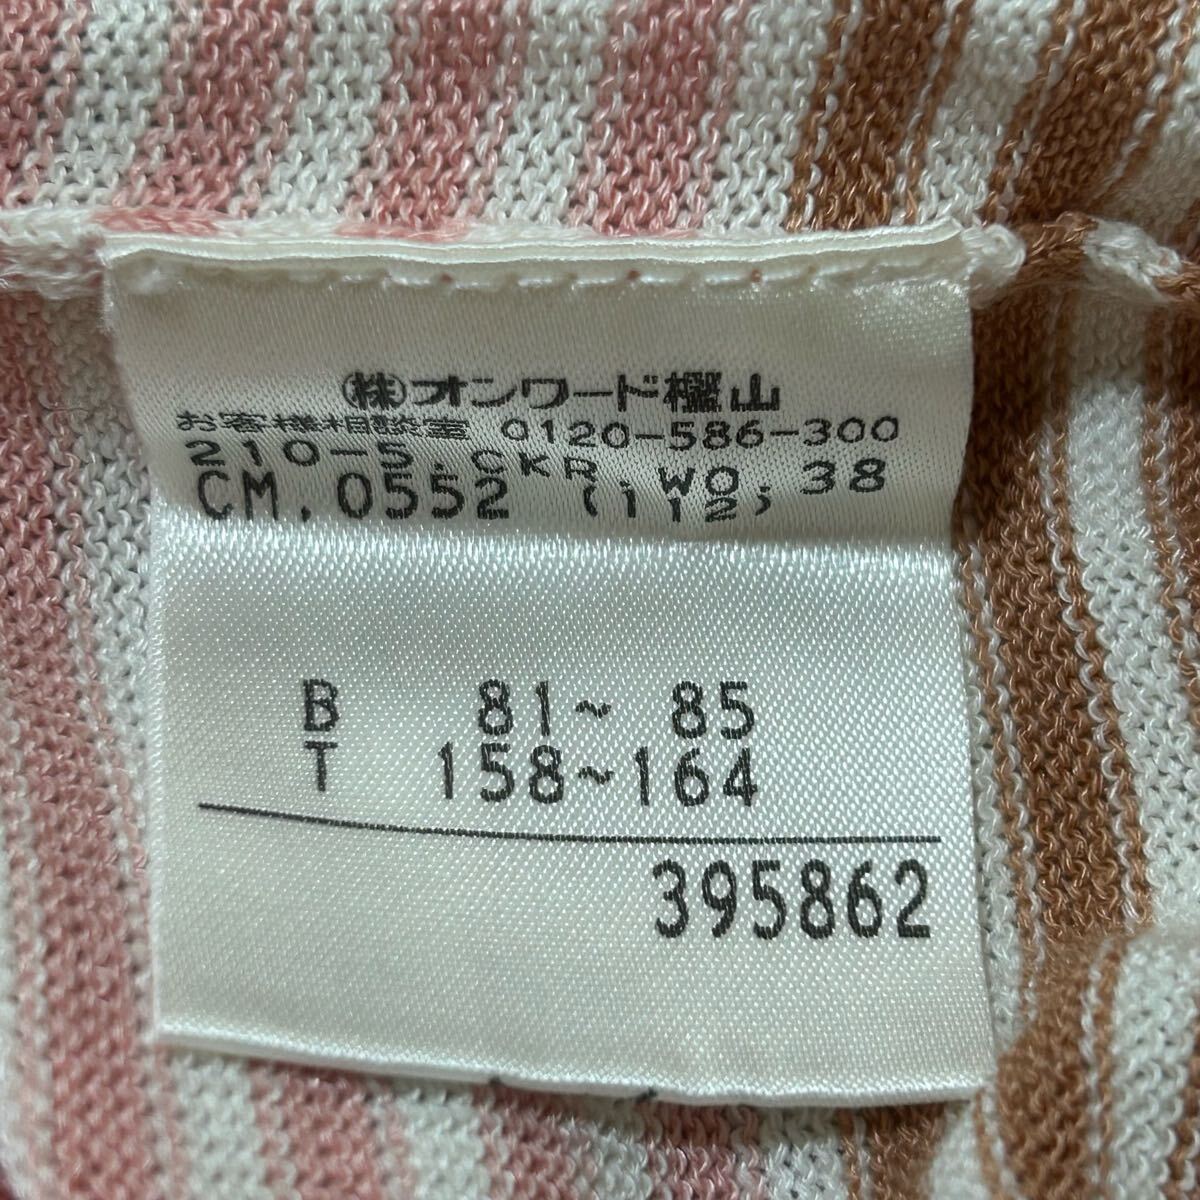 ㈱オンワード樫山
お客様相談室 0120-586-300
210-5.CKR.WO.38
CM.0552 (112)
B 81~ 85
T 158~164
395862